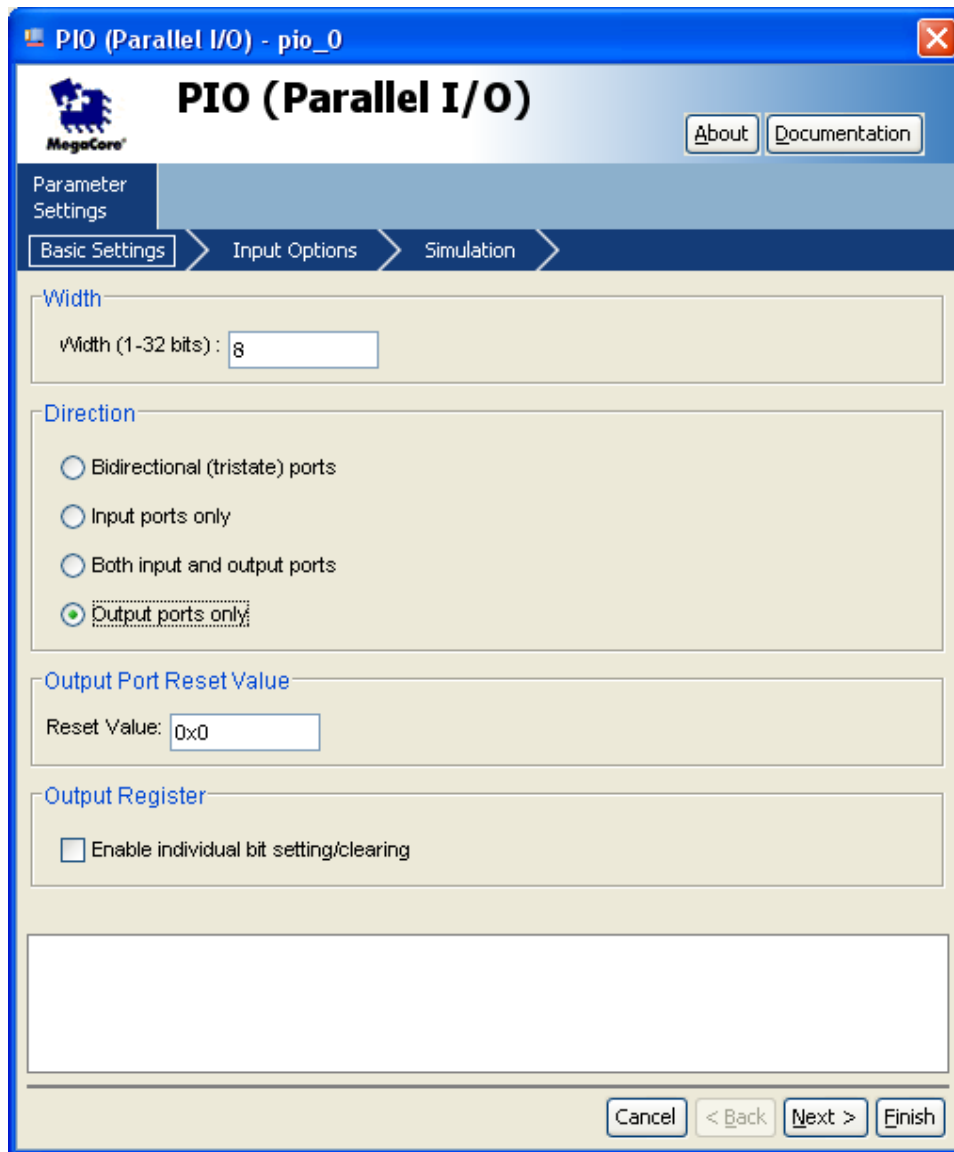 PIO (Parallel I/O) - pio_0
MegaCore®
PIO (Parallel I/O)
About
Documentation
Parameter
Settings
Basic Settings
Input Options
Simulation
Width
Width (1-32 bits) : 8
Direction
Bidirectional (tristate) ports
Input ports only
Both input and output ports
Output ports only
Output Port Reset Value
Reset Value: 0x0
Output Register
Enable individual bit setting/clearing
Cancel
< Back
Next >
Finish